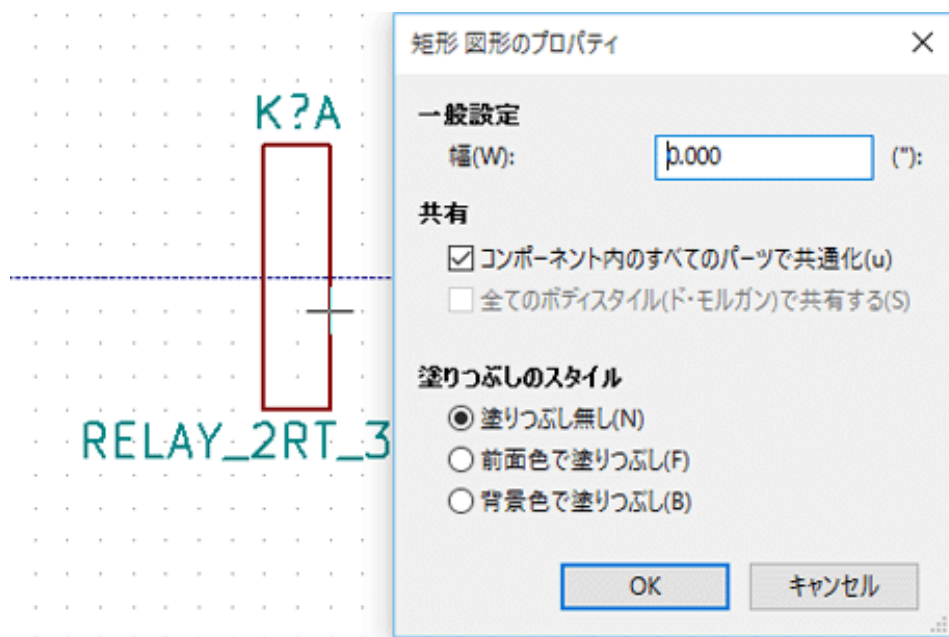 矩形 図形のプロパティ
K?A
RELAY_2RT_3
一般設定
幅(W): 0.000 ("):
共有
コンポーネント内のすべてのパーツで共通化(u)
全てのボディスタイル(ド・モルガン)で共有する(S)
塗りつぶしのスタイル
塗りつぶし無し(N)
前面色で塗りつぶし(F)
背景色で塗りつぶし(B)
OK キャンセル